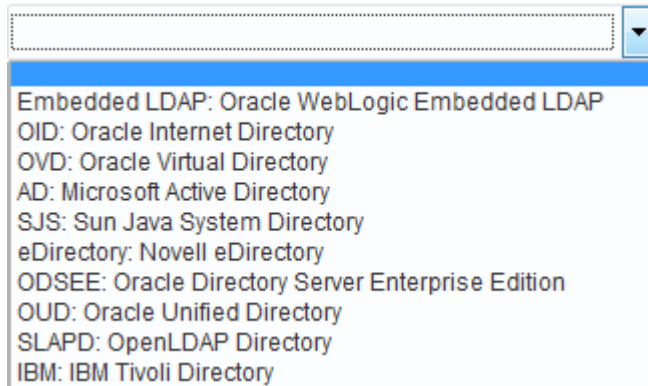 Embedded LDAP: Oracle WebLogic Embedded LDAP
OID: Oracle Internet Directory
OVD: Oracle Virtual Directory
AD: Microsoft Active Directory
SJS: Sun Java System Directory
eDirectory: Novell eDirectory
ODSEE: Oracle Directory Server Enterprise Edition
OUD: Oracle Unified Directory
SLAPD: OpenLDAP Directory
IBM: IBM Tivoli Directory